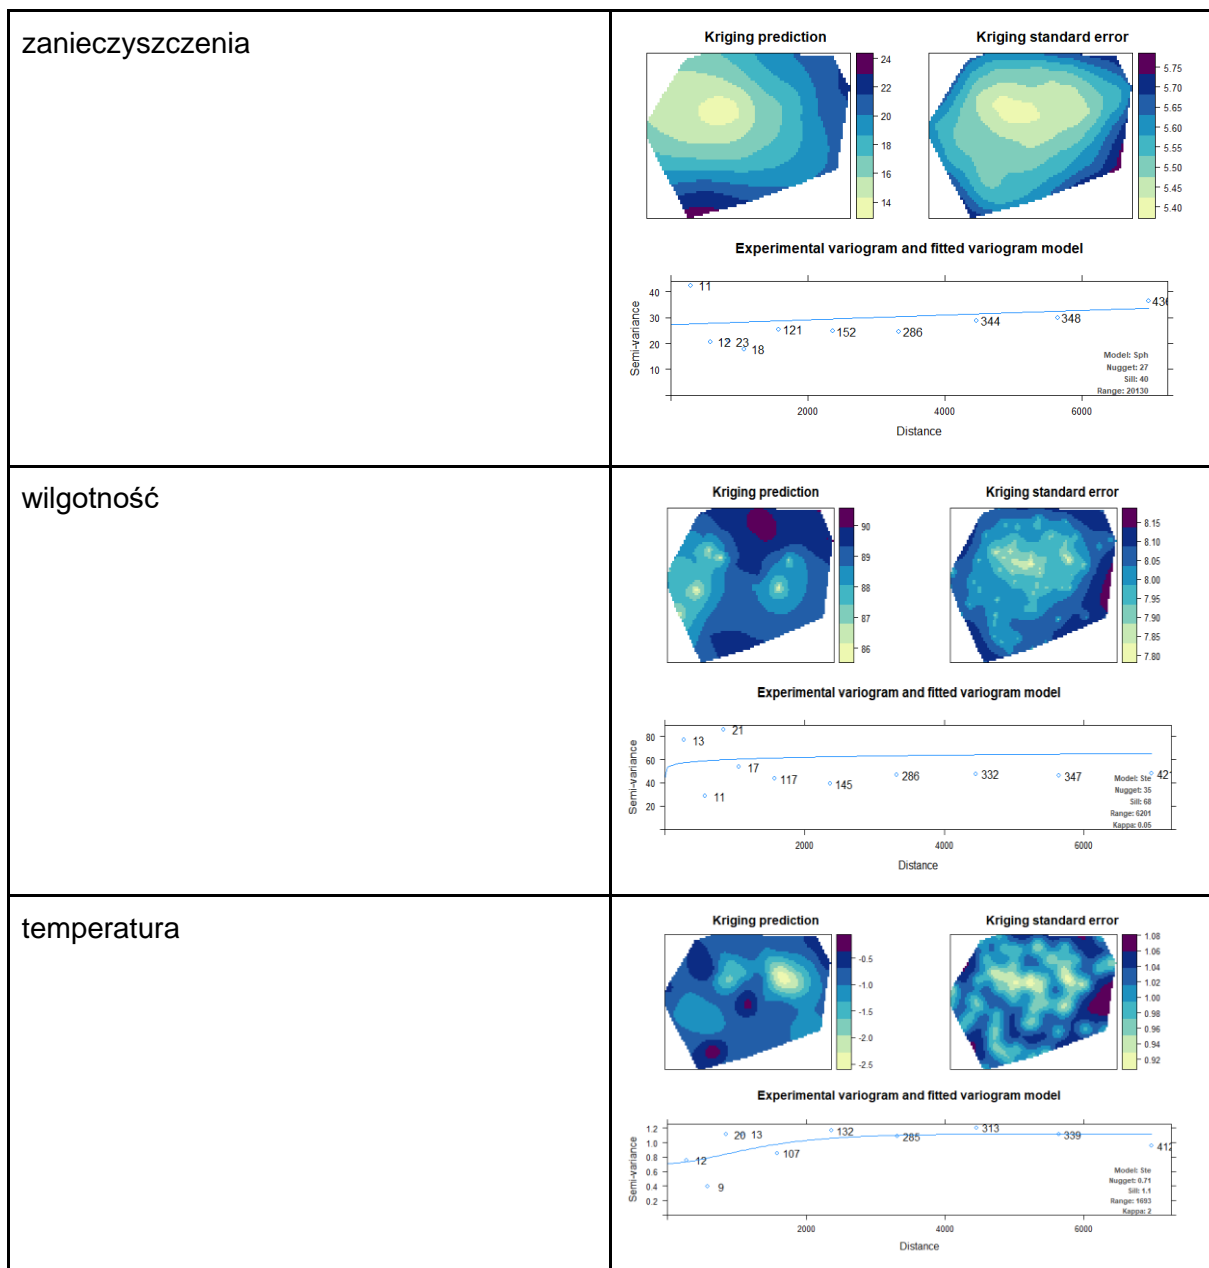 zanieczyszczenia
Kriging prediction
Kriging standard error
24
22
20
18
16
14
5.75
5.70
5.65
5.60
5.55
5.50
5.45
5.40
Experimental variogram and fitted variogram model
Semi-variance
40
30
20
10
11
12
23
18
121
152
286
344
348
436
Model: Sph
Nugget: 27
Sill: 40
Range: 20130
2000
4000
6000
Distance
wilgotność
Kriging prediction
Kriging standard error
90
89
88
87
86
8.15
8.10
8.05
8.00
7.95
7.90
7.85
7.80
Experimental variogram and fitted variogram model
Semi-variance
80
60
40
20
13
21
11
17
117
145
286
332
347
42
Model: Ste
Nugget: 35
Sill: 68
Range: 6201
Kappa: 0.05
2000
4000
6000
Distance
temperatura
Kriging prediction
Kriging standard error
-0.5
-1.0
-1.5
-2.0
-2.5
1.08
1.06
1.04
1.02
1.00
0.98
0.96
0.94
0.92
Experimental variogram and fitted variogram model
Semi-variance
1.2
1.0
0.8
0.6
0.4
0.2
12
9
20
13
107
132
285
313
339
412
Model: Ste
Nugget: 0.71
Sill: 1.1
Range: 1693
Kappa: 2
2000
4000
6000
Distance